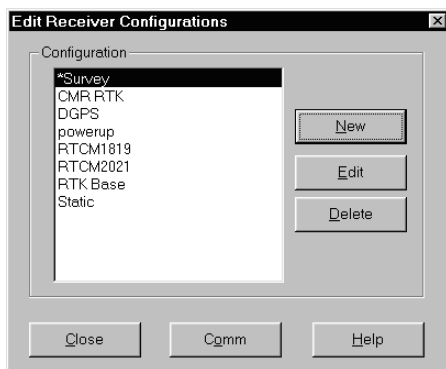 Edit Receiver Configurations
Configuration
*Survey
CMR RTK
DGPS
powerup
RTCM1819
RTCM2021
RTK Base
Static
New
Edit
Delete
Close
Comm
Help